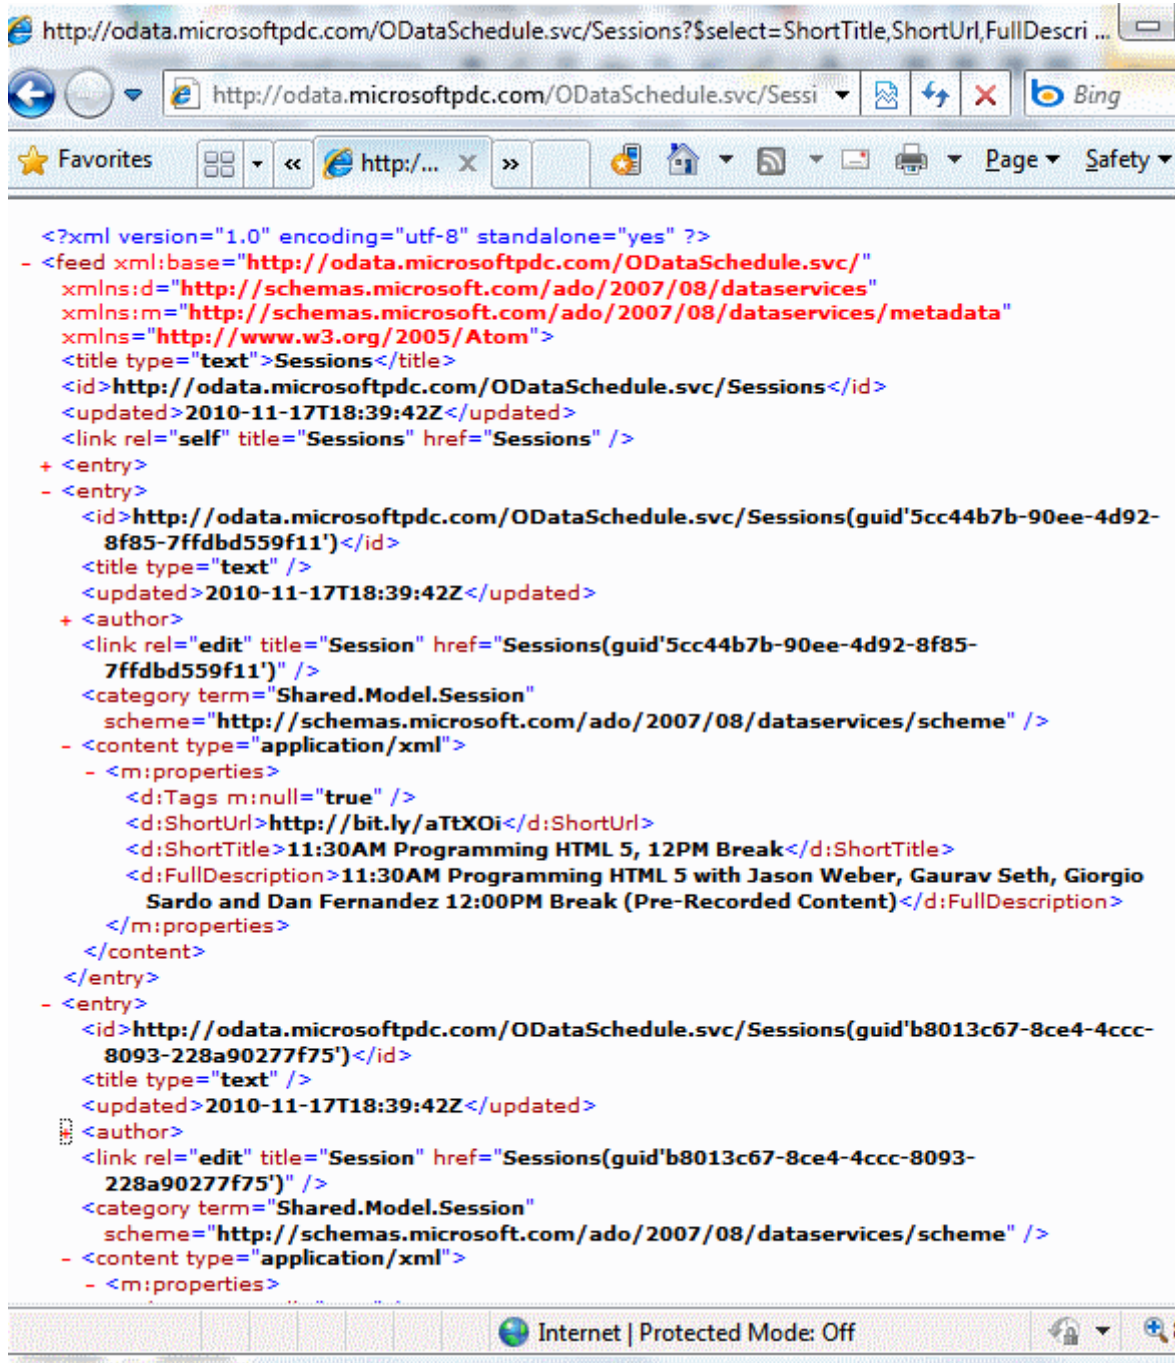 http://odata.microsoftpdc.com/ODataSchedule.svc/Sessions?$select=ShortTitle,ShortUrl,FullDescri ...
http://odata.microsoftpdc.com/ODataSchedule.svc/Sessi Bing
Favorites « http:/... » Page Safety
<?xml version="1.0" encoding="utf-8" standalone="yes" ?>
- <feed xml:base="http://odata.microsoftpdc.com/ODataSchedule.svc/"
xmlns:d="http://schemas.microsoft.com/ado/2007/08/dataservices"
xmlns:m="http://schemas.microsoft.com/ado/2007/08/dataservices/metadata"
xmlns="http://www.w3.org/2005/Atom">
<title type="text">Sessions</title>
<id>http://odata.microsoftpdc.com/ODataSchedule.svc/Sessions</id>
<updated>2010-11-17T18:39:42Z</updated>
<link rel="self" title="Sessions" href="Sessions" />
+ <entry>
- <entry>
<id>http://odata.microsoftpdc.com/ODataSchedule.svc/Sessions(guid'5cc44b7b-90ee-4d92-
8f85-7ffdbd559f11')</id>
<title type="text" />
<updated>2010-11-17T18:39:42Z</updated>
+ <author>
<link rel="edit" title="Session" href="Sessions(guid'5cc44b7b-90ee-4d92-8f85-
7ffdbd559f11')" />
<category term="Shared.Model.Session"
scheme="http://schemas.microsoft.com/ado/2007/08/dataservices/scheme" />
- <content type="application/xml">
- <m:properties>
<d:Tags m:null="true" />
<d:ShortUrl>http://bit.ly/aTtXOi</d:ShortUrl>
<d:ShortTitle>11:30AM Programming HTML 5, 12PM Break</d:ShortTitle>
<d:FullDescription>11:30AM Programming HTML 5 with Jason Weber, Gaurav Seth, Giorgio
Sardo and Dan Fernandez 12:00PM Break (Pre-Recorded Content)</d:FullDescription>
</m:properties>
</content>
</entry>
- <entry>
<id>http://odata.microsoftpdc.com/ODataSchedule.svc/Sessions(guid'b8013c67-8ce4-4ccc-
8093-228a90277f75')</id>
<title type="text" />
<updated>2010-11-17T18:39:42Z</updated>
+ <author>
<link rel="edit" title="Session" href="Sessions(guid'b8013c67-8ce4-4ccc-8093-
228a90277f75')" />
<category term="Shared.Model.Session"
scheme="http://schemas.microsoft.com/ado/2007/08/dataservices/scheme" />
- <content type="application/xml">
- <m:properties>
Internet | Protected Mode: Off